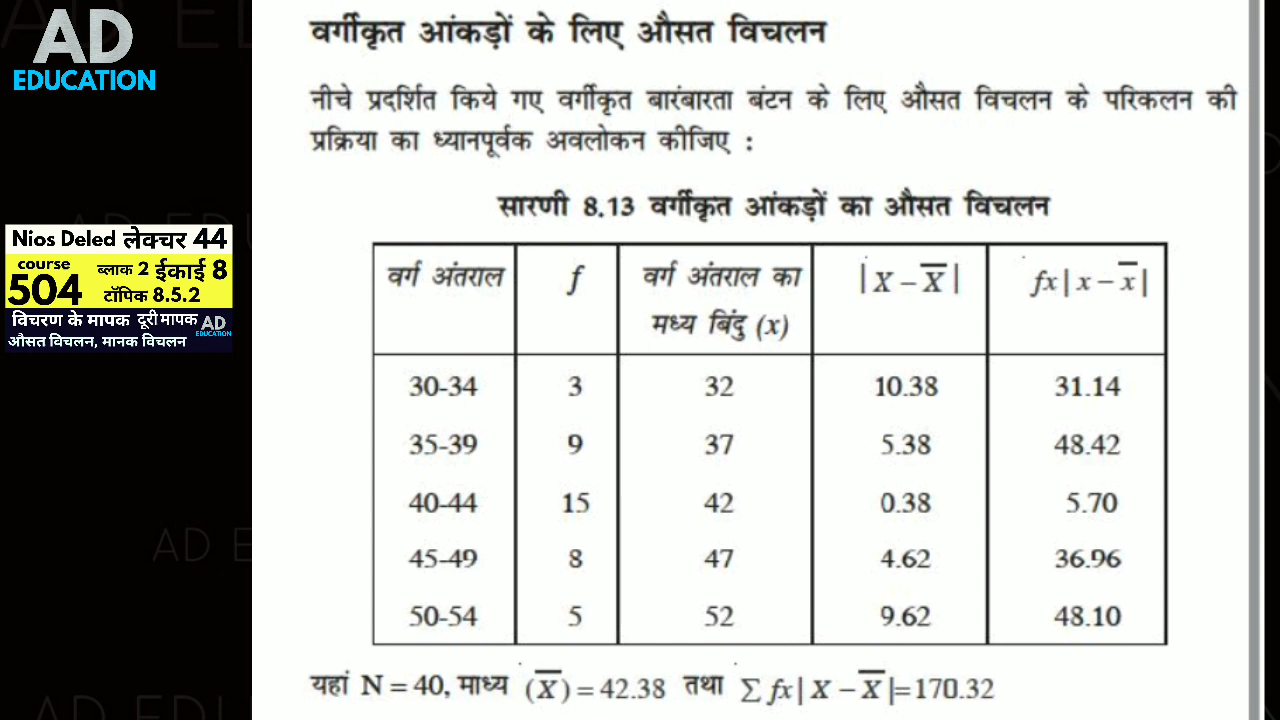 AD
EDUCATION
Nios Deled लेक्चर 44
course
504
ब्लाक 2 ईकाई 8
टॉपिक 8.5.2
विचरण के मापक दूरी मापक
औसत विचलन, मानक विचलन
AD
EDUCATION
वर्गीकृत आंकड़ों के लिए औसत विचलन
नीचे प्रदर्शित किये गए वर्गीकृत बारंबारता बंटन के लिए औसत विचलन के परिकलन की
प्रक्रिया का ध्यानपूर्वक अवलोकन कीजिए :
सारणी 8.13 वर्गीकृत आंकड़ों का औसत विचलन
वर्ग अंतराल f वर्ग अंतराल का मध्य बिंदु (x) |X – X̅| fx|x – x̅|
30-34 3 32 10.38 31.14
35-39 9 37 5.38 48.42
40-44 15 42 0.38 5.70
45-49 8 47 4.62 36.96
50-54 5 52 9.62 48.10
यहां N = 40, माध्य (X̅) = 42.38 तथा ∑ fx|X – X̅|=170.32